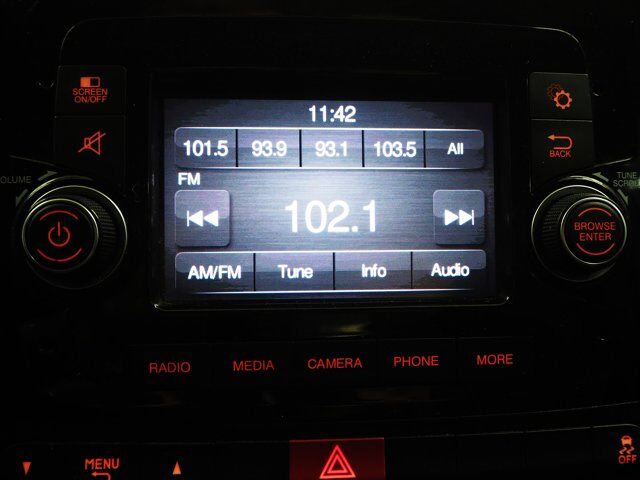 11:42
SCREEN
ON/OFF
101.5 93.9 93.1 103.5 All
BACK
FM
VOLUME
TUNE
SCROLL
102.1
BROWSE
ENTER
AM/FM Tune Info Audio
RADIO MEDIA CAMERA PHONE MORE
MENU
OFF